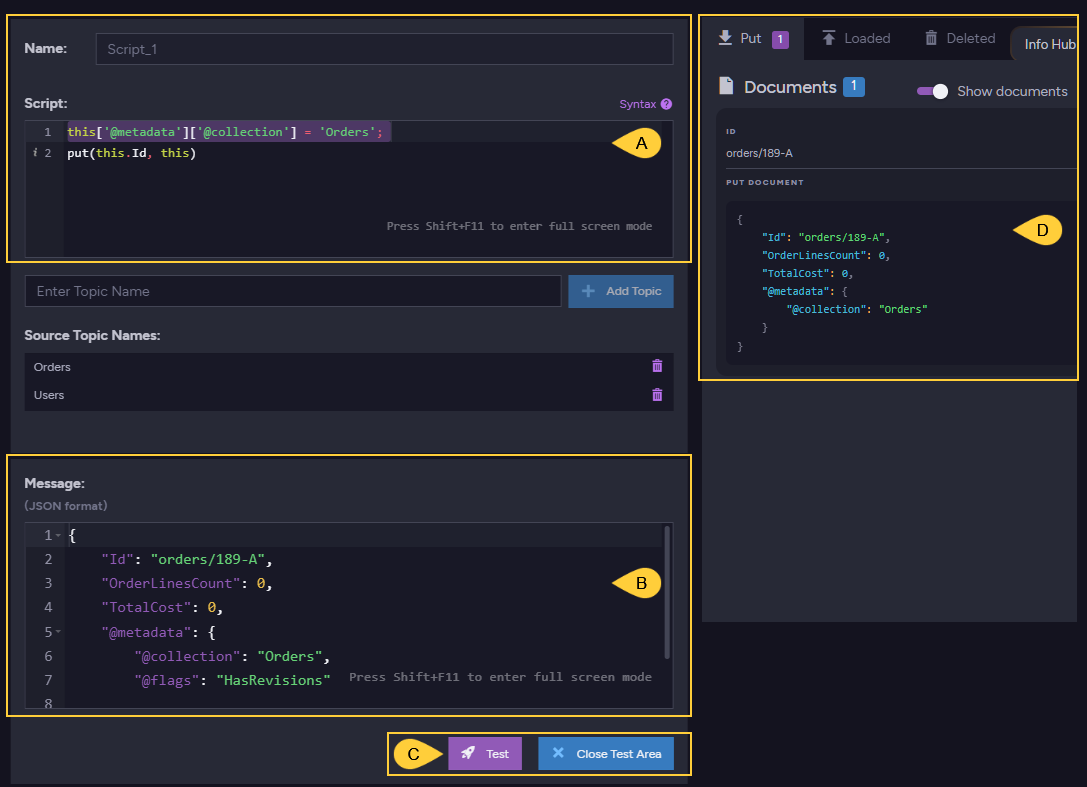 Name:
Script_1
Script:
Syntax ?
1 this['@metadata']['@collection'] = 'Orders';
i 2 put(this.Id, this)
A
Press Shift+F11 to enter full screen mode
Enter Topic Name
+ Add Topic
Source Topic Names:
Orders
Users
Message:
(JSON format)
1 {
2 "Id": "orders/189-A",
3 "OrderLinesCount": 0,
4 "TotalCost": 0,
5 "@metadata": {
6 "@collection": "Orders",
7 "@flags": "HasRevisions"
8
B
Press Shift+F11 to enter full screen mode
C
Test
Close Test Area
Put 1
Loaded
Deleted
Info Hub
Documents 1
Show documents
ID
orders/189-A
PUT DOCUMENT
{
"Id": "orders/189-A",
"OrderLinesCount": 0,
"TotalCost": 0,
"@metadata": {
"@collection": "Orders"
}
}
D